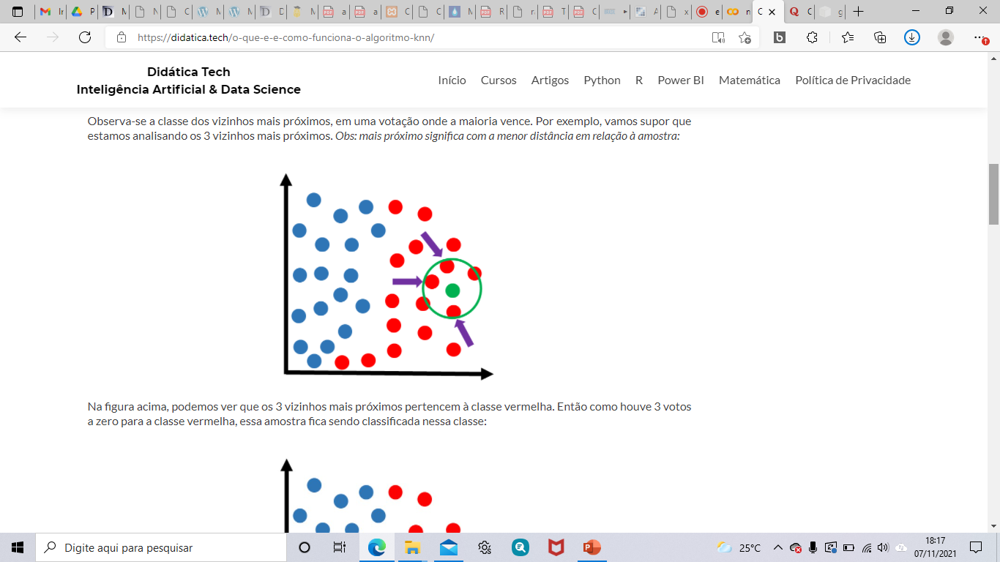 https://didatica.tech/o-que-e-e-como-funciona-o-algoritmo-knn/
Didática Tech
Inteligência Artificial & Data Science
Início Cursos Artigos Python R Power BI Matemática Política de Privacidade
Observa-se a classe dos vizinhos mais próximos, em uma votação onde a maioria vence. Por exemplo, vamos supor que
estamos analisando os 3 vizinhos mais próximos. Obs: mais próximo significa com a menor distância em relação à amostra:
Na figura acima, podemos ver que os 3 vizinhos mais próximos pertencem à classe vermelha. Então como houve 3 votos
a zero para a classe vermelha, essa amostra fica sendo classificada nessa classe:
Digite aqui para pesquisar
25°C
18:17
07/11/2021